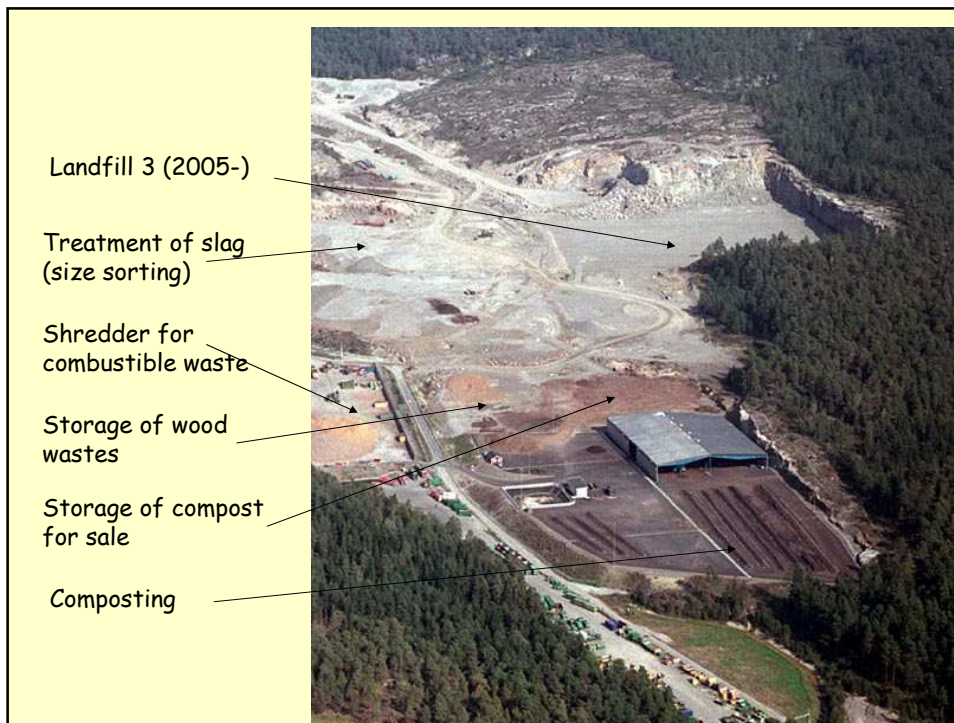 Landfill 3 (2005-)
Treatment of slag
(size sorting)
Shredder for
combustible waste
Storage of wood
wastes
Storage of compost
for sale
Composting